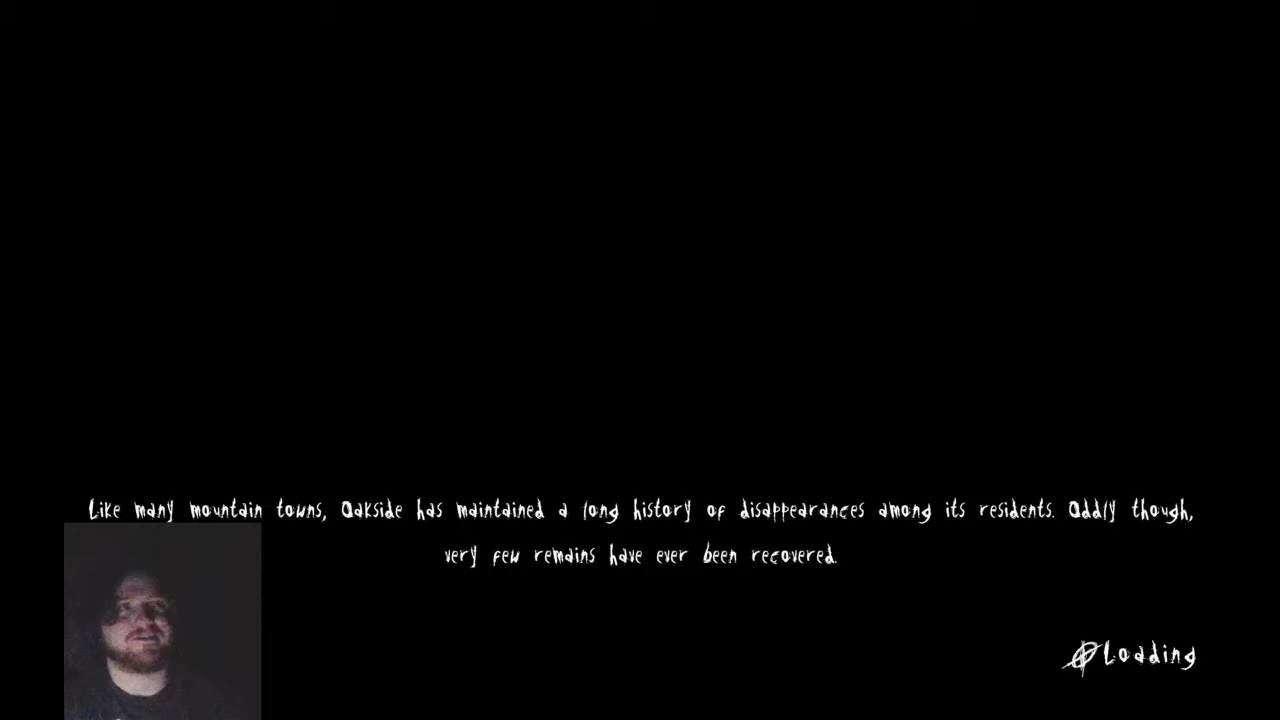 Like many mountain towns, Oakside has maintained a long history of disappearances among its residents. Oddly though,
very few remains have ever been recovered.
Loading